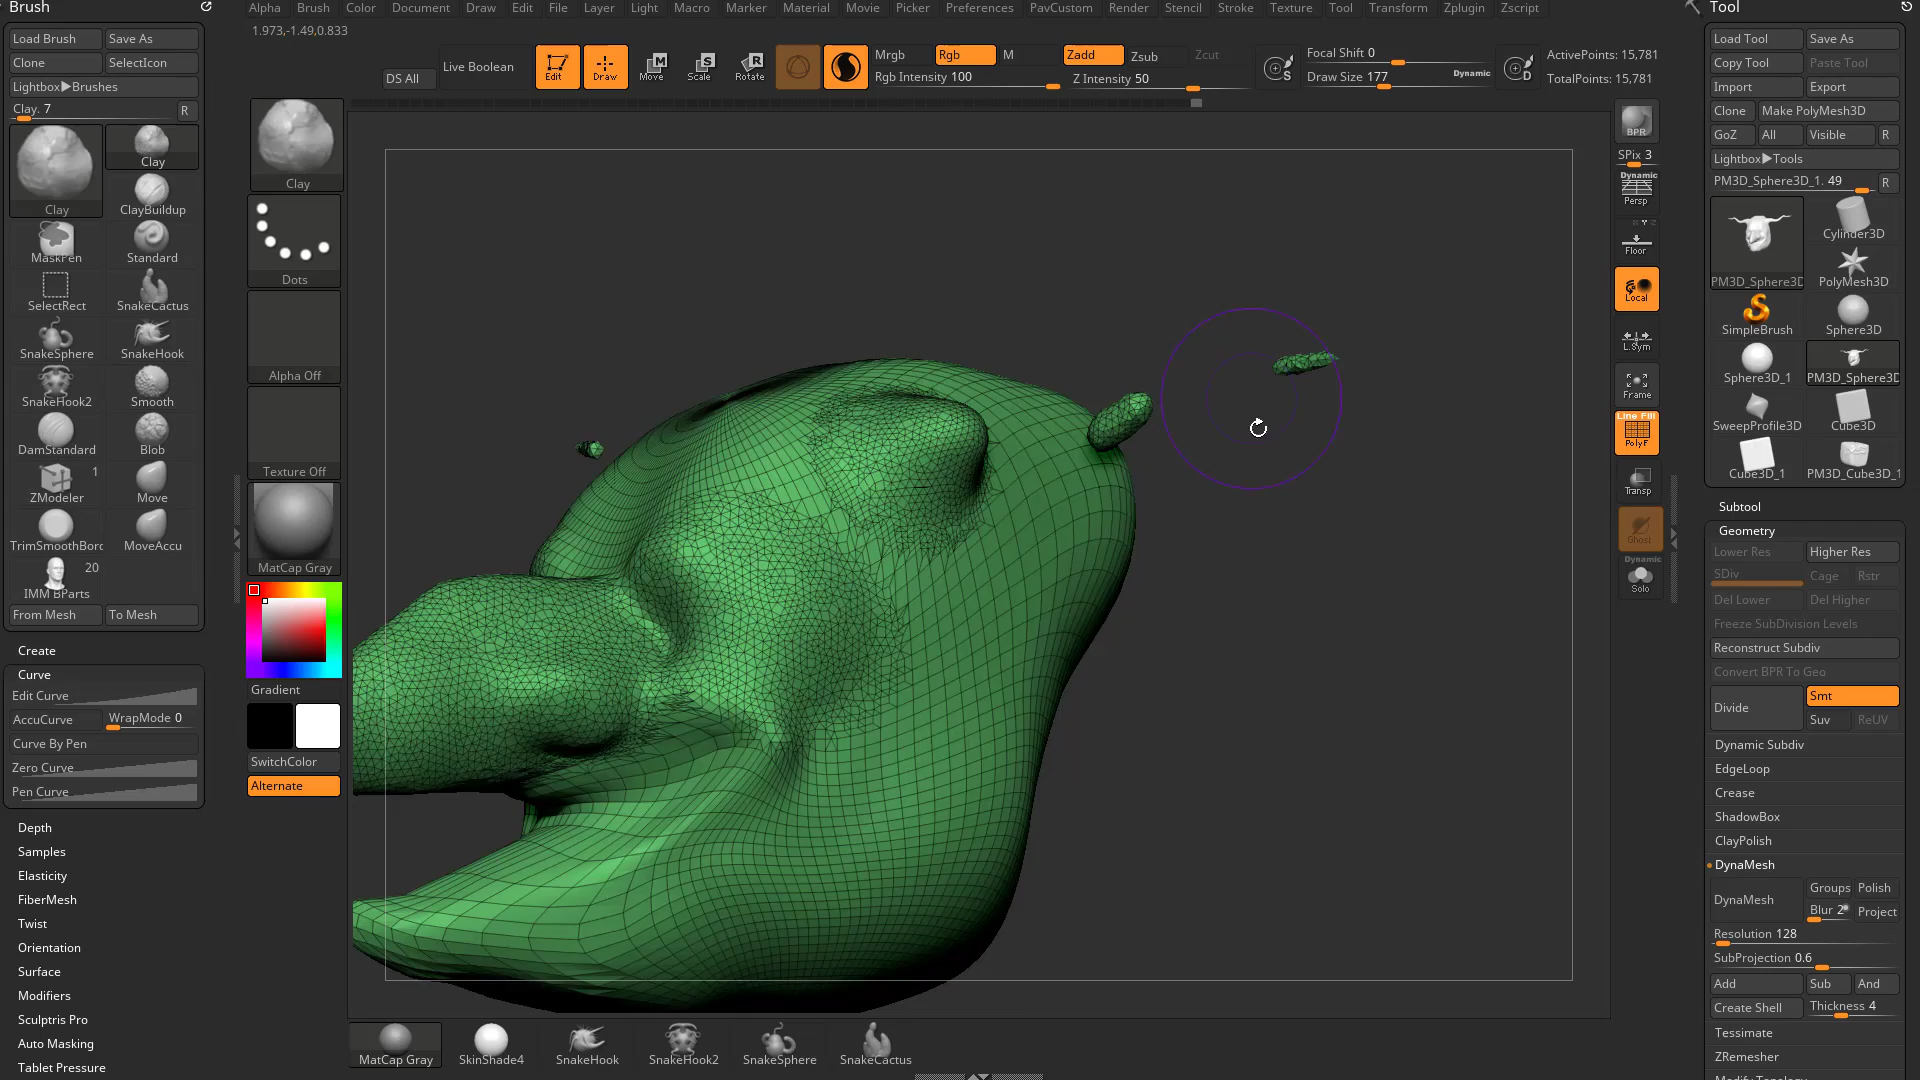 Brush
Alpha Brush Color Document Draw Edit File Layer Light Macro Marker Material Movie Picker Preferences PavCustom Render Stencil Stroke Texture Tool Transform Zplugin Zscript
Tool
1.973,-1.49,0.833
Load Brush Save As
Clone SelectIcon
Lightbox▶Brushes
Clay. 7 R
DS All
Live Boolean
Edit Draw Move Scale Rotate
Mrgb Rgb M
Rgb Intensity 100
Zadd Zsub Zcut
Z Intensity 50
S
Focal Shift 0
Draw Size 177 Dynamic
D
ActivePoints: 15,781
TotalPoints: 15,781
Clay
Clay
ClayBuildup
MaskPen Standard
SelectRect SnakeCactus
SnakeSphere SnakeHook
SnakeHook2 Smooth
DamStandard Blob
1
ZModeler Move
TrimSmoothBorc MoveAccu
20
IMM BParts
From Mesh To Mesh
Create
Curve
Edit Curve
AccuCurve WrapMode 0
Curve By Pen
Zero Curve
Pen Curve
Depth
Samples
Elasticity
FiberMesh
Twist
Orientation
Surface
Modifiers
Sculptris Pro
Auto Masking
Tablet Pressure
Clay
Dots
Alpha Off
Texture Off
MatCap Gray
Gradient
SwitchColor
Alternate
MatCap Gray SkinShade4 SnakeHook SnakeHook2 SnakeSphere SnakeCactus
BPR
SPix 3
Dynamic
Persp
Floor
Local
L.Sym
Frame
Line Fill
PolyF
Transp
Ghost
Dynamic
Solo
Load Tool Save As
Copy Tool Paste Tool
Import Export
Clone Make PolyMesh3D
GoZ All Visible R
Lightbox▶Tools
PM3D_Sphere3D_1. 49 R
PM3D_Sphere3D
Cylinder3D
PolyMesh3D
SimpleBrush Sphere3D
Sphere3D_1 PM3D_Sphere3D
SweepProfile3D Cube3D
Cube3D_1 PM3D_Cube3D_1
Subtool
Geometry
Lower Res Higher Res
SDiv Cage Rstr
Del Lower Del Higher
Freeze SubDivision Levels
Reconstruct Subdiv
Convert BPR To Geo
Divide Smt
Suv ReUV
Dynamic Subdiv
EdgeLoop
Crease
ShadowBox
ClayPolish
DynaMesh
DynaMesh Groups Polish
Blur 2 Project
Resolution 128
SubProjection 0.6
Add Sub And
Create Shell Thickness 4
Tessimate
ZRemesher